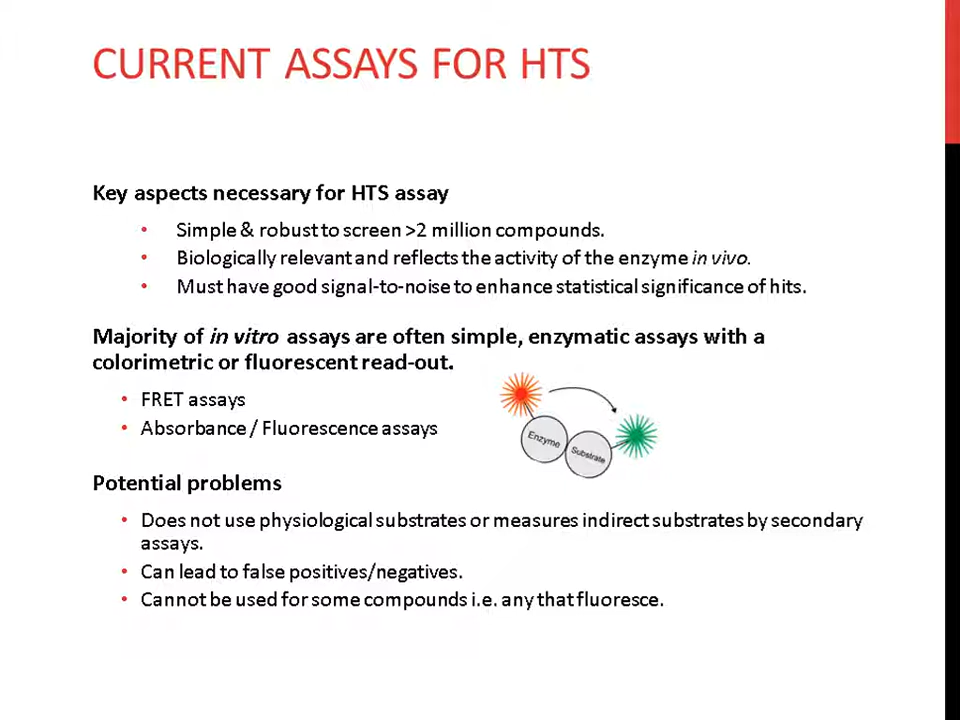 CURRENT ASSAYS FOR HTS
Key aspects necessary for HTS assay
• Simple & robust to screen >2 million compounds.
• Biologically relevant and reflects the activity of the enzyme in vivo.
• Must have good signal-to-noise to enhance statistical significance of hits.
Majority of in vitro assays are often simple, enzymatic assays with a
colorimetric or fluorescent read-out.
• FRET assays
• Absorbance / Fluorescence assays
Enzyme
Substrate
Potential problems
• Does not use physiological substrates or measures indirect substrates by secondary
assays.
• Can lead to false positives/negatives.
• Cannot be used for some compounds i.e. any that fluoresce.